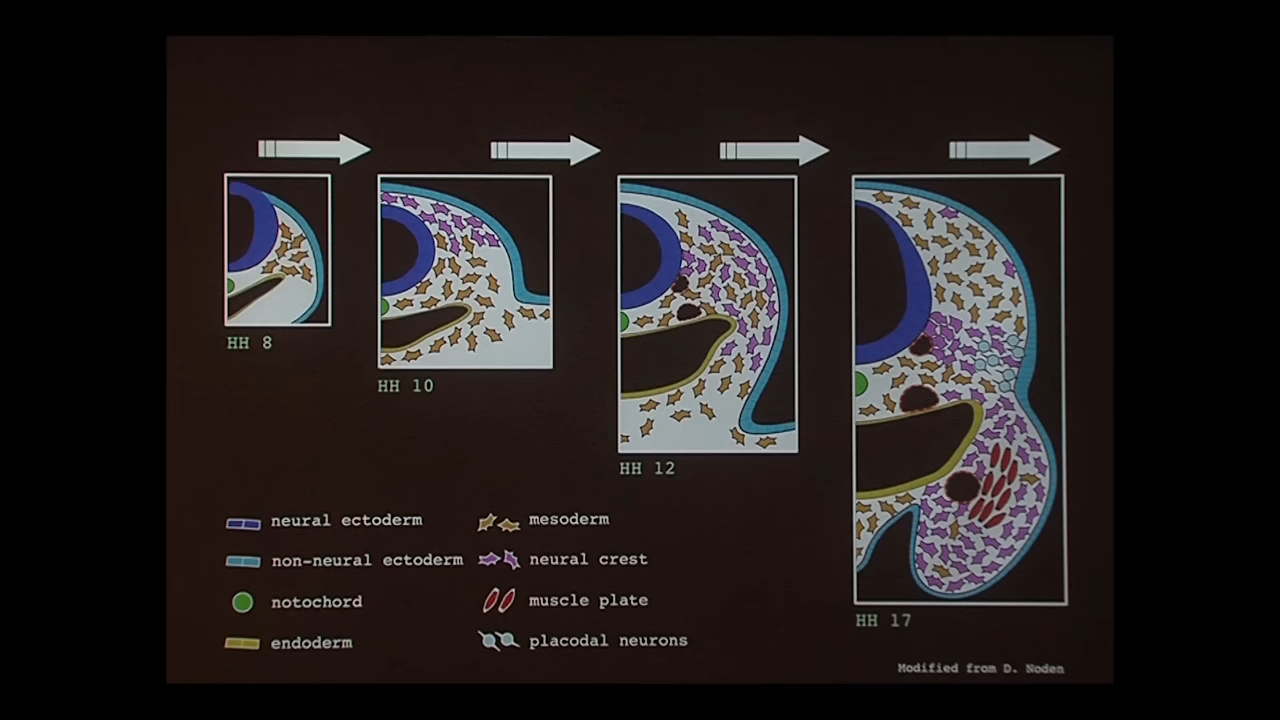 HH 8
HH 10
HH 12
HH 17
neural ectoderm
non-neural ectoderm
notochord
endoderm
mesoderm
neural crest
muscle plate
placodal neurons
Modified from D. Noden